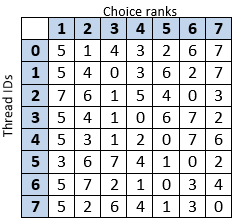 Choice ranks
1 2 3 4 5 6 7
Thread IDs
0 5 1 4 3 2 6 7
1 5 4 0 3 6 2 7
2 7 6 1 5 4 0 3
3 5 4 1 0 6 7 2
4 5 3 1 2 0 7 6
5 3 6 7 4 1 0 2
6 5 7 2 1 0 3 4
7 5 2 6 4 1 3 0